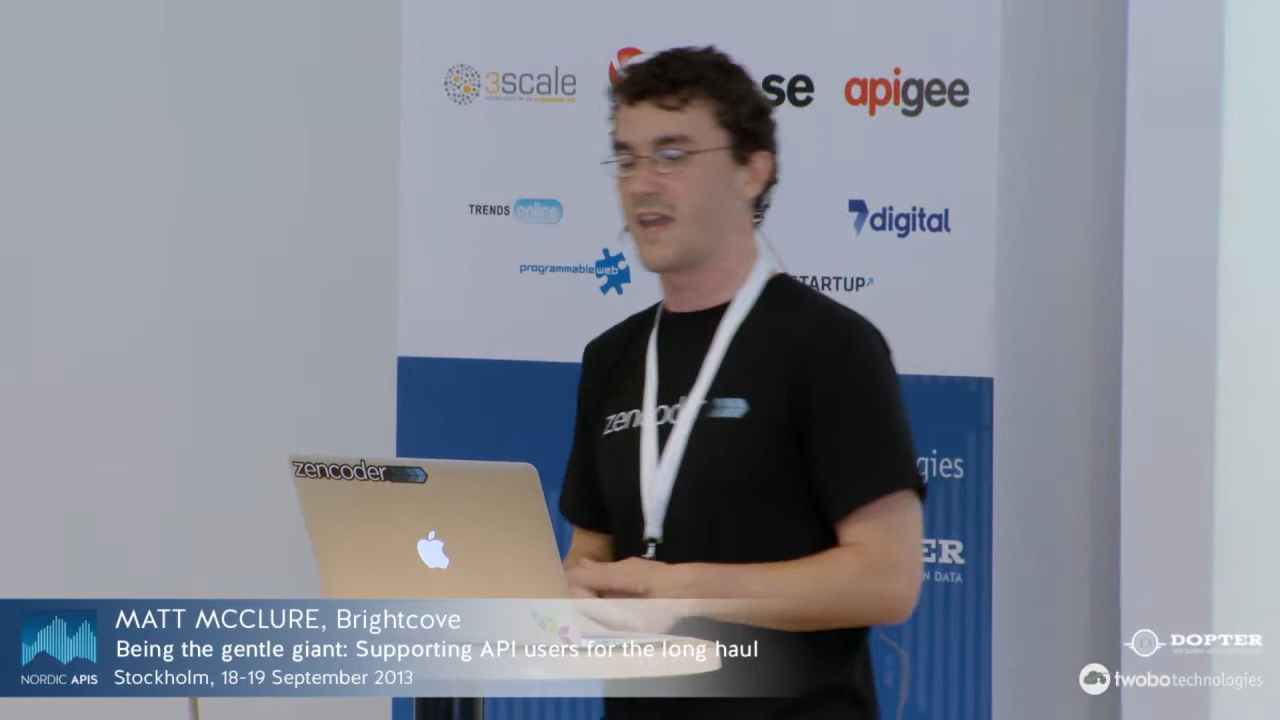 3scale
se
apigee
TRENDS online
7digital
programmableweb
STARTUP
zencoder
zencoder
gies
ER
N DATA
MATT MCCLURE, Brightcove
Being the gentle giant: Supporting API users for the long haul
Stockholm, 18-19 September 2013
NORDIC APIS
DOPTER
twobotechnologies